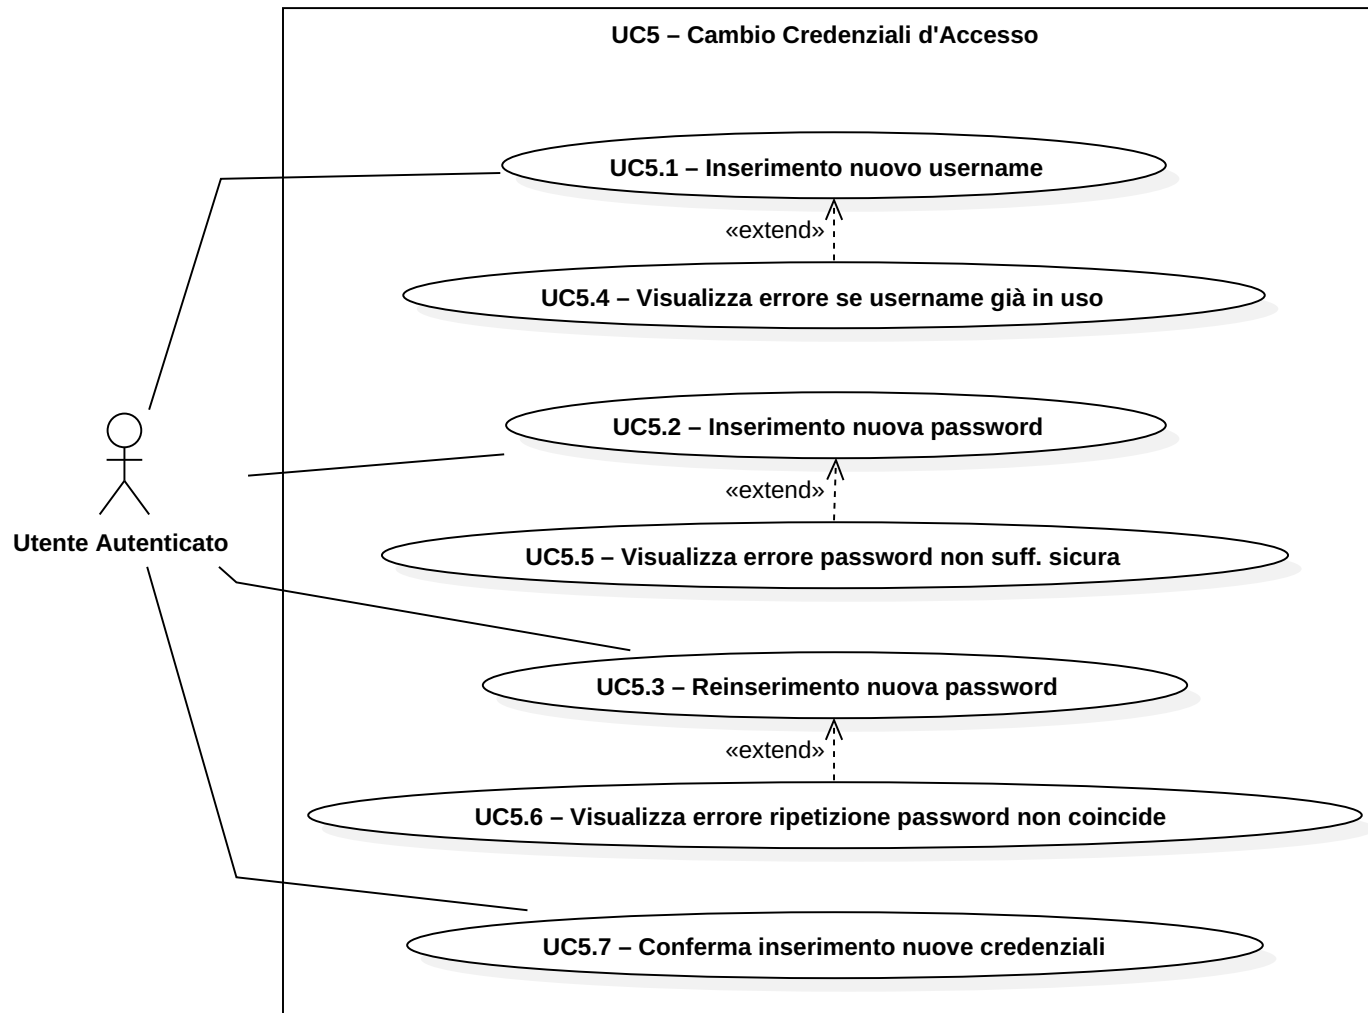 UC5 – Cambio Credenziali d'Accesso
UC5.1 – Inserimento nuovo username
«extend»
UC5.4 – Visualizza errore se username già in uso
UC5.2 – Inserimento nuova password
«extend»
Utente Autenticato
UC5.5 – Visualizza errore password non suff. sicura
UC5.3 – Reinserimento nuova password
«extend»
UC5.6 – Visualizza errore ripetizione password non coincide
UC5.7 – Conferma inserimento nuove credenziali